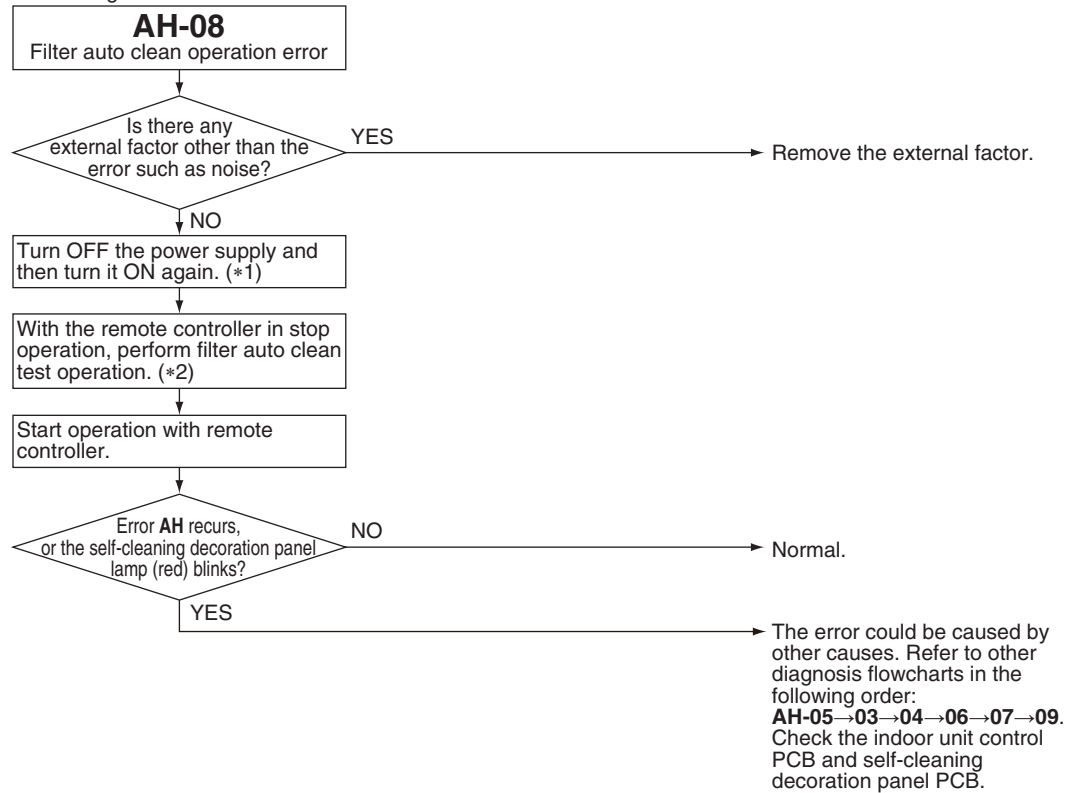 AH-08
Filter auto clean operation error
Is there any
external factor other than the
error such as noise?
YES
Remove the external factor.
NO
Turn OFF the power supply and
then turn it ON again. (*1)
With the remote controller in stop
operation, perform filter auto clean
test operation. (*2)
Start operation with remote
controller.
Error AH recurs,
or the self-cleaning decoration panel
lamp (red) blinks?
NO
Normal.
YES
The error could be caused by
other causes. Refer to other
diagnosis flowcharts in the
following order:
AH-05→03→04→06→07→09.
Check the indoor unit control
PCB and self-cleaning
decoration panel PCB.